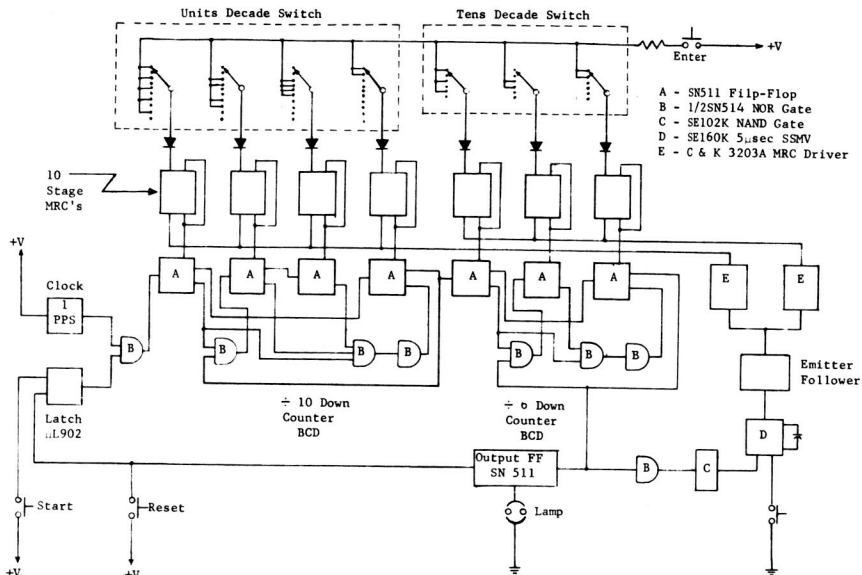 Units Decade Switch
Tens Decade Switch
+V
Enter
A - SN511 Filp-Flop
B - 1/2SN514 NOR Gate
C - SE102K NAND Gate
D - SE160K 5μsec SSMV
E - C & K 3203A MRC Driver
10
Stage
MRC's
+V
A
A
A
A
A
A
A
E
E
Clock
1
PPS
B
B
B
B
B
B
B
Emitter
Follower
Latch
μL902
÷ 10 Down
Counter
BCD
÷ 6 Down
Counter
BCD
D
Output FF
SN 511
B
C
Start
Reset
Lamp
+V
+V